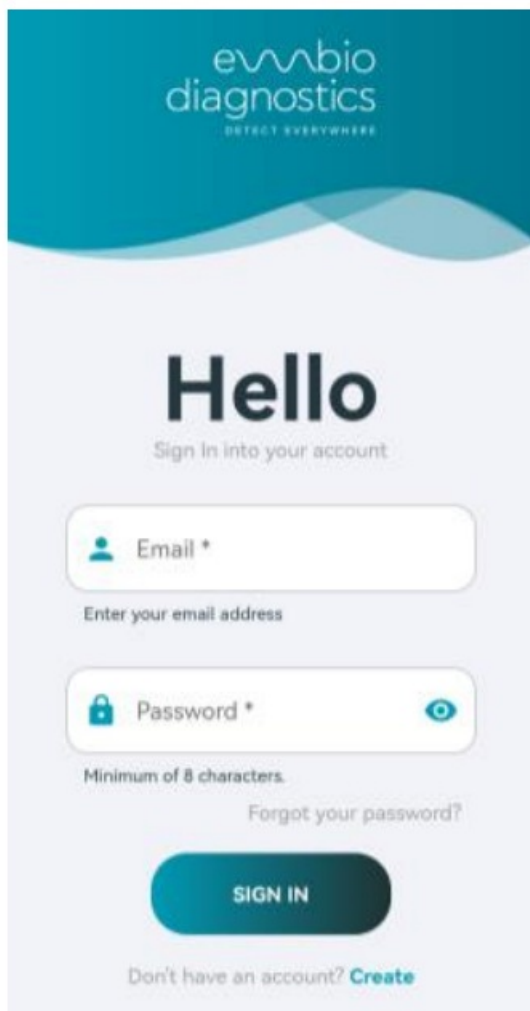 bio
diagnostics
DETECT EVERYWHERE
Hello
Sign In into your account
Email *
Enter your email address
Password *
Minimum of 8 characters.
Forgot your password?
SIGN IN
Don't have an account? Create